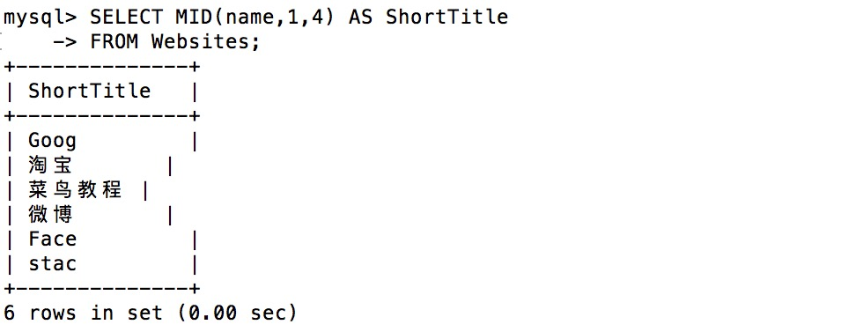 mysql> SELECT MID(name,1,4) AS ShortTitle
    -> FROM Websites;
+--------------+
| ShortTitle   |
+--------------+
| Goog         |
| 淘宝       |
| 菜鸟教程 |
| 微博       |
| Face         |
| stac         |
+--------------+
6 rows in set (0.00 sec)